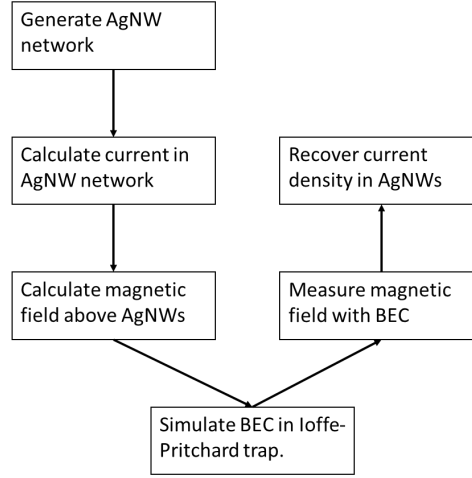 Generate AgNW
network
Calculate current in
AgNW network
Calculate magnetic
field above AgNWs
Simulate BEC in Ioffe-
Pritchard trap.
Measure magnetic
field with BEC
Recover current
density in AgNWs